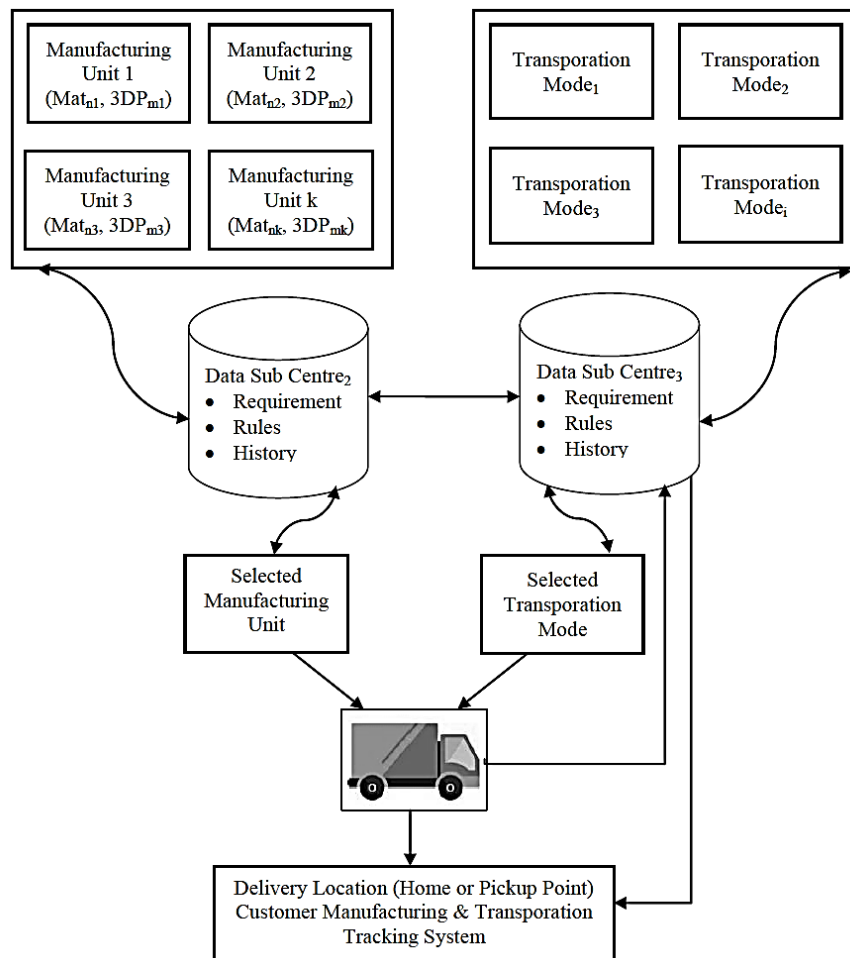 Manufacturing
Unit 1
(Matn1, 3DPm1)
Manufacturing
Unit 2
(Matn2, 3DPm2)
Manufacturing
Unit 3
(Matn3, 3DPm3)
Manufacturing
Unit k
(Matnk, 3DPmk)
Transporation
Mode1
Transporation
Mode2
Transporation
Mode3
Transporation
Modei
Data Sub Centre2
• Requirement
• Rules
• History
Data Sub Centre3
• Requirement
• Rules
• History
Selected
Manufacturing
Unit
Selected
Transporation
Mode
Delivery Location (Home or Pickup Point)
Customer Manufacturing & Transporation
Tracking System